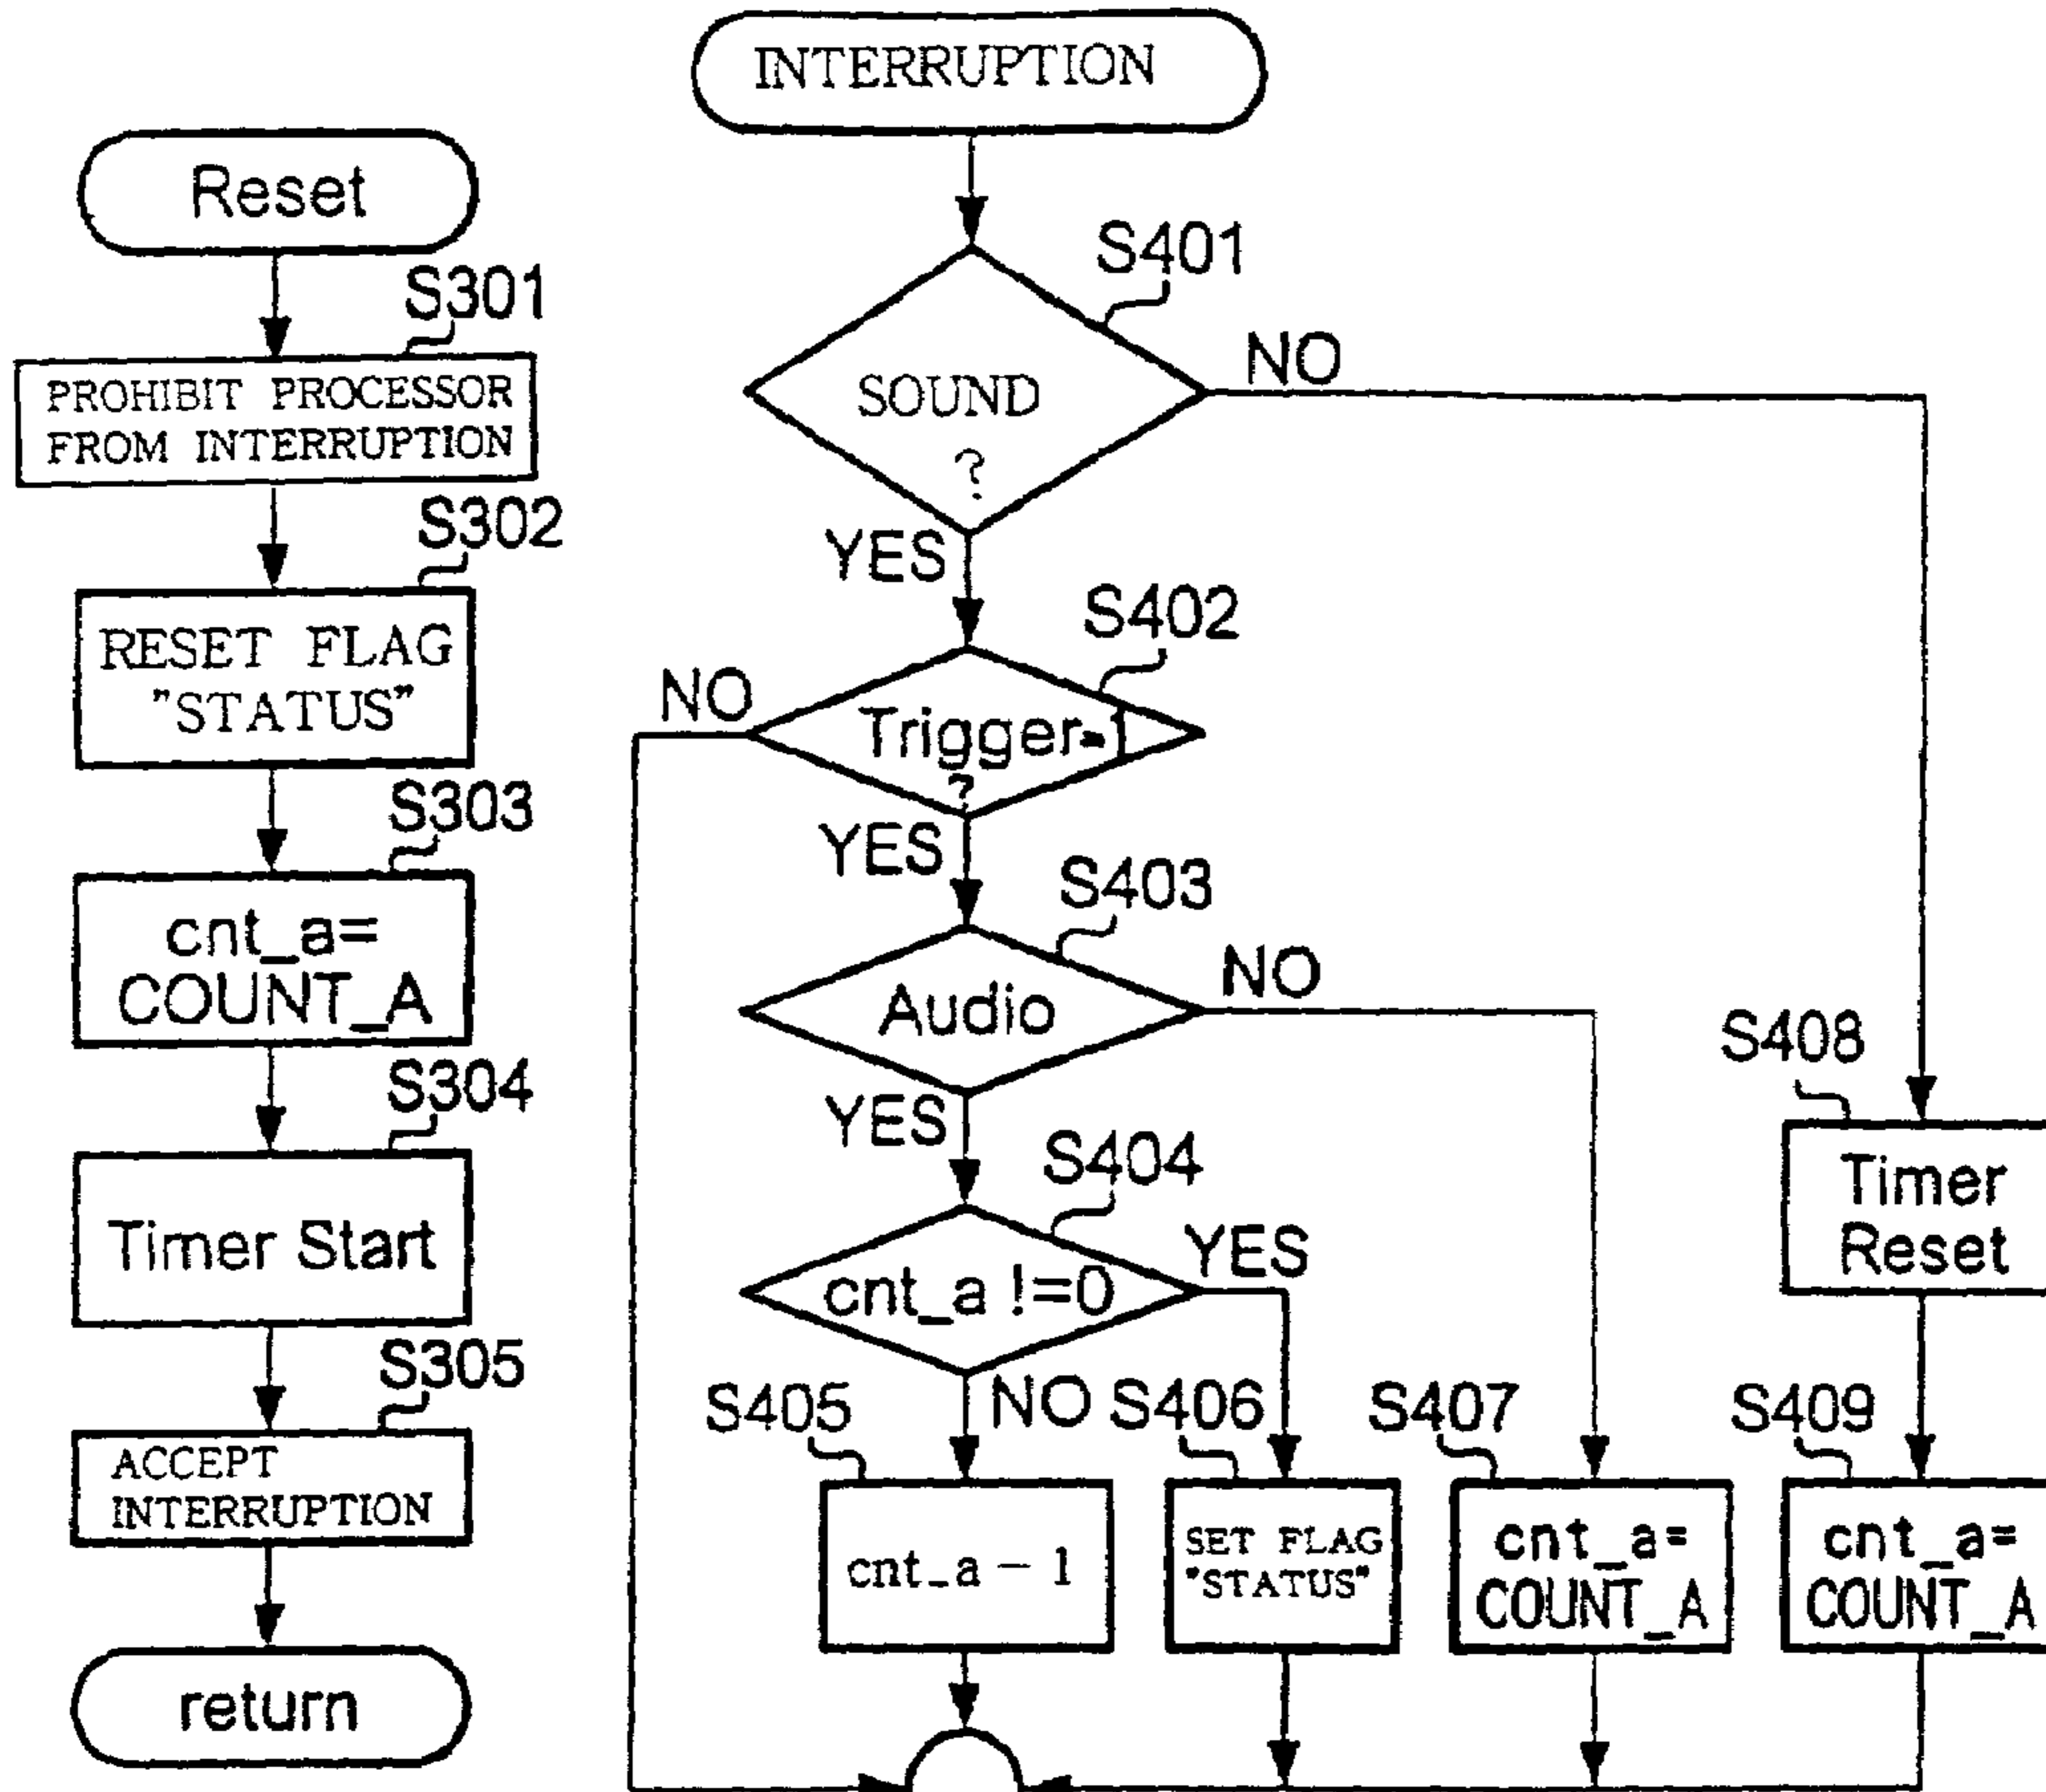 Reset
S301
PROHIBIT PROCESSOR
FROM INTERRUPTION
S302
RESET FLAG
"STATUS"
S303
cnt_a=
COUNT_A
S304
Timer Start
S305
ACCEPT
INTERRUPTION
return
INTERRUPTION
S401
SOUND
?
NO
YES
S402
Trigger=1
?
NO
YES
S403
Audio
NO
YES
S404
cnt_a !=0
YES
NO
S405
cnt_a - 1
S406
SET FLAG
"STATUS"
S407
cnt_a=
COUNT_A
S408
Timer
Reset
S409
cnt_a=
COUNT_A